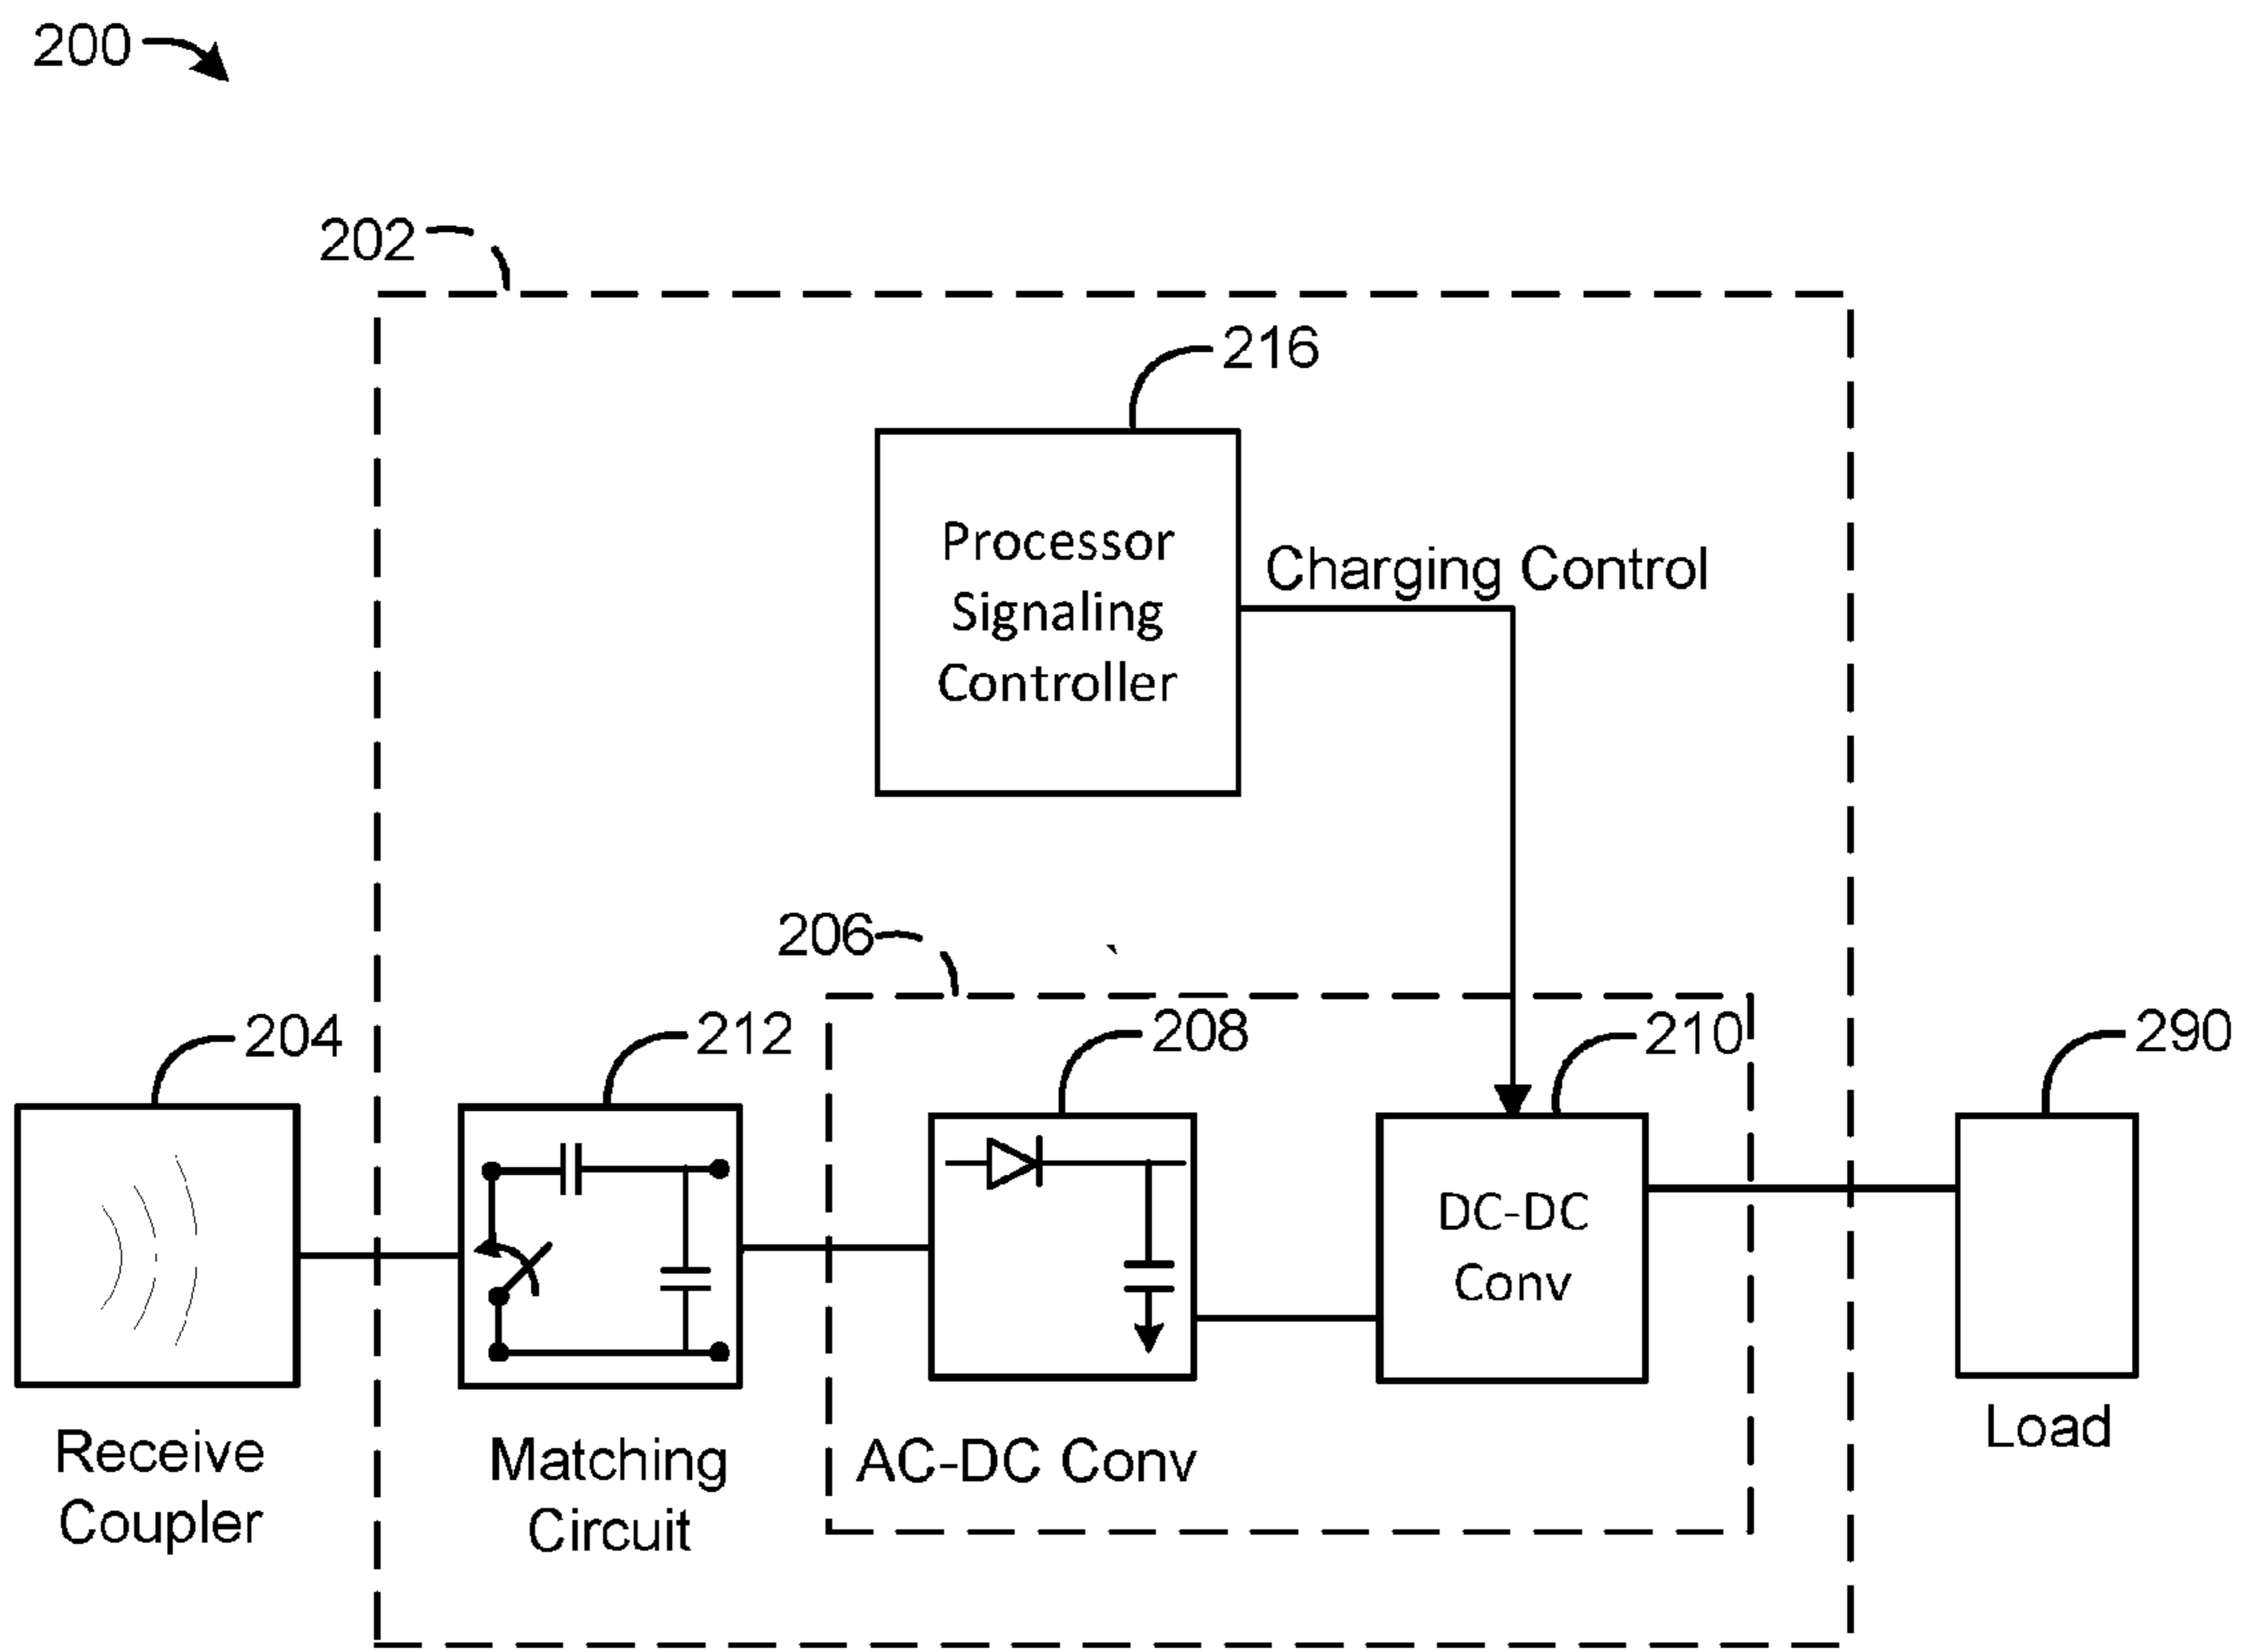 200
202
216
Processor
Signaling
Controller
Charging Control
206
204
212
208
210
290
DC-DC
Conv
Receive
Coupler
Matching
Circuit
AC-DC Conv
Load